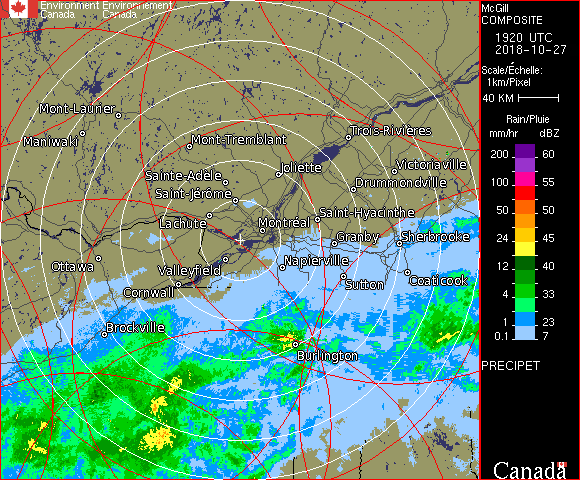 Environment Environnement
Canada Canada
McGill
COMPOSITE
1920 UTC
2018-10-27
Scale/Échelle:
1km/Pixel
40 KM
Rain/Pluie
mm/hr dBZ
200 60
100 55
50 50
24 45
12 40
4 33
1 23
0.1 7
PRECIPET
Canada
Mont-Laurier
Maniwaki
Mont-Tremblant
Trois-Rivières
Joliette
Victoriaville
Sainte-Adèle
Drummondville
Saint-Jérôme
Lachute
Saint-Hyacinthe
Montréal
Granby
Sherbrooke
Ottawa
Valleyfield
Napierville
Coaticook
Sutton
Cornwall
Brockville
Burlington